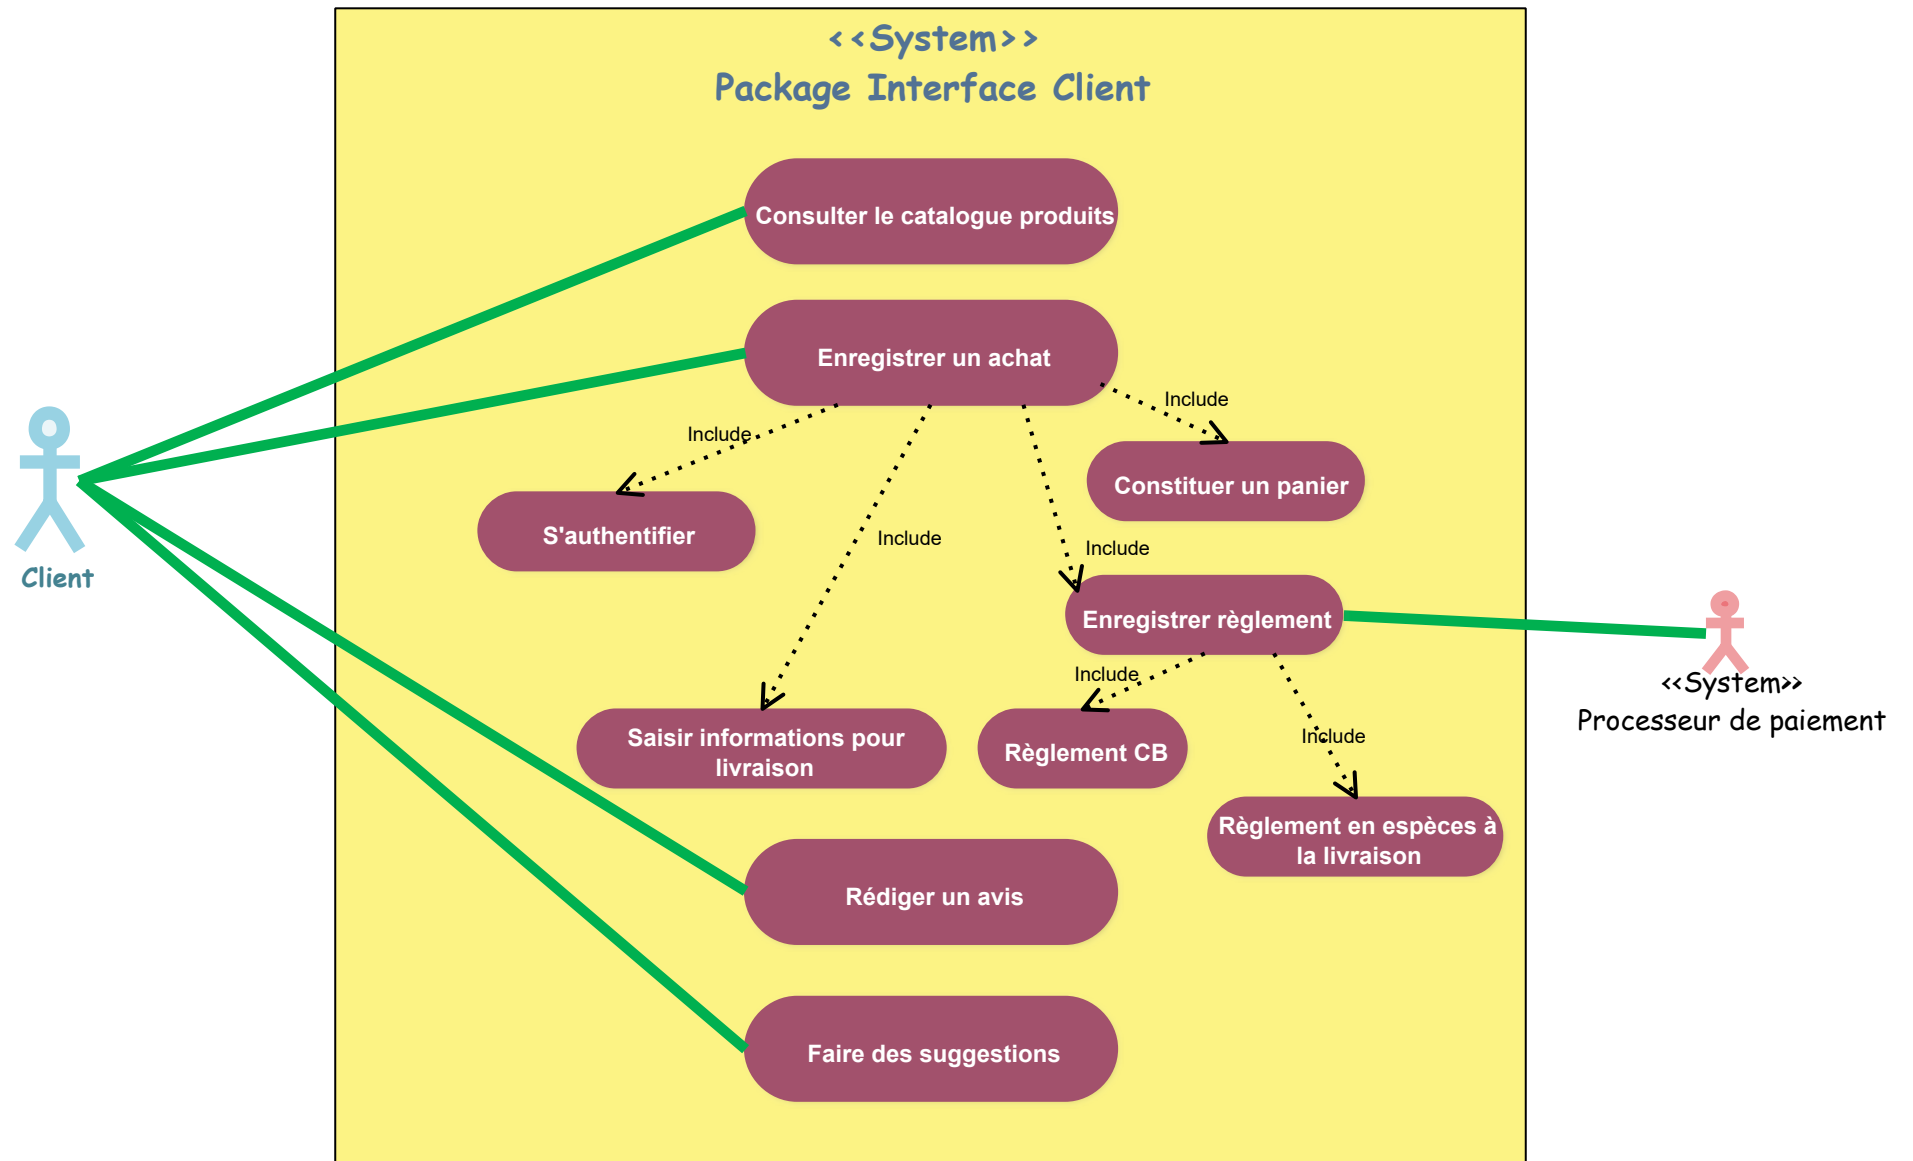 <<System>>
Package Interface Client
Consulter le catalogue produits
Enregistrer un achat
Include
Include
Constituer un panier
S'authentifier
Include
Include
Client
Enregistrer règlement
Include
<<System>>
Processeur de paiement
Saisir informations pour
livraison
Règlement CB
Include
Règlement en espèces à
la livraison
Rédiger un avis
Faire des suggestions